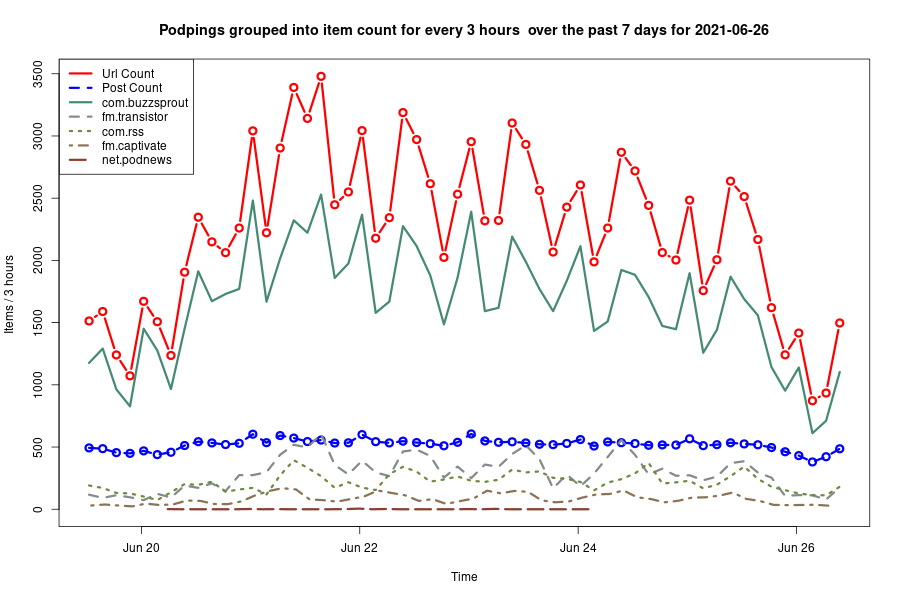 Podpings grouped into item count for every 3 hours  over the past 7 days for 2021-06-26
Url Count
Post Count
com.buzzsprout
fm.transistor
com.rss
fm.captivate
net.podnews
3500
3000
2500
2000
1500
1000
500
0
Items / 3 hours
Jun 20
Jun 22
Jun 24
Jun 26
Time